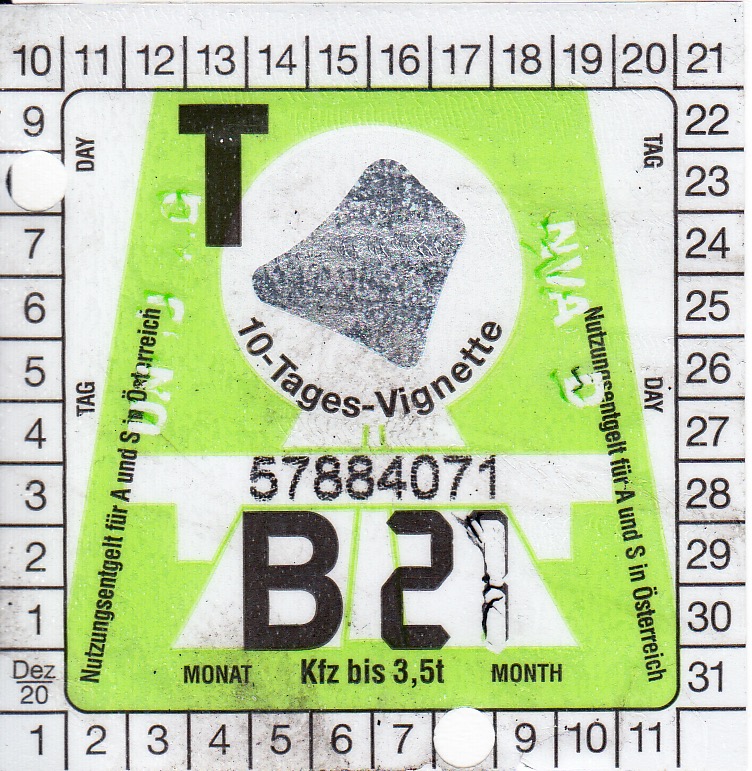 10 11 12 13 14 15 16 17 18 19 20 21
9 22
23
7 24
6 25
5 26
4 27
3 28
2 29
1 30
Dez 20 31
1 2 3 4 5 6 7 9 10 11
DAY
TAG
T
10-Tages-Vignette
TAG
DAY
Nutzungsentgelt für A und S in Österreich
Nutzungsentgelt für A und S in Österreich
57884071
B 21
MONAT Kfz bis 3,5t MONTH